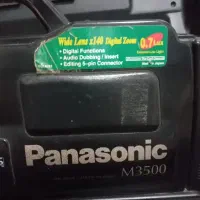 Wide Lens x140 Digital Zoom
• Digital Functions
• Audio Dubbing / Insert
• Editing 5-pin Connector
0.7 Lux
Panasonic
M3500